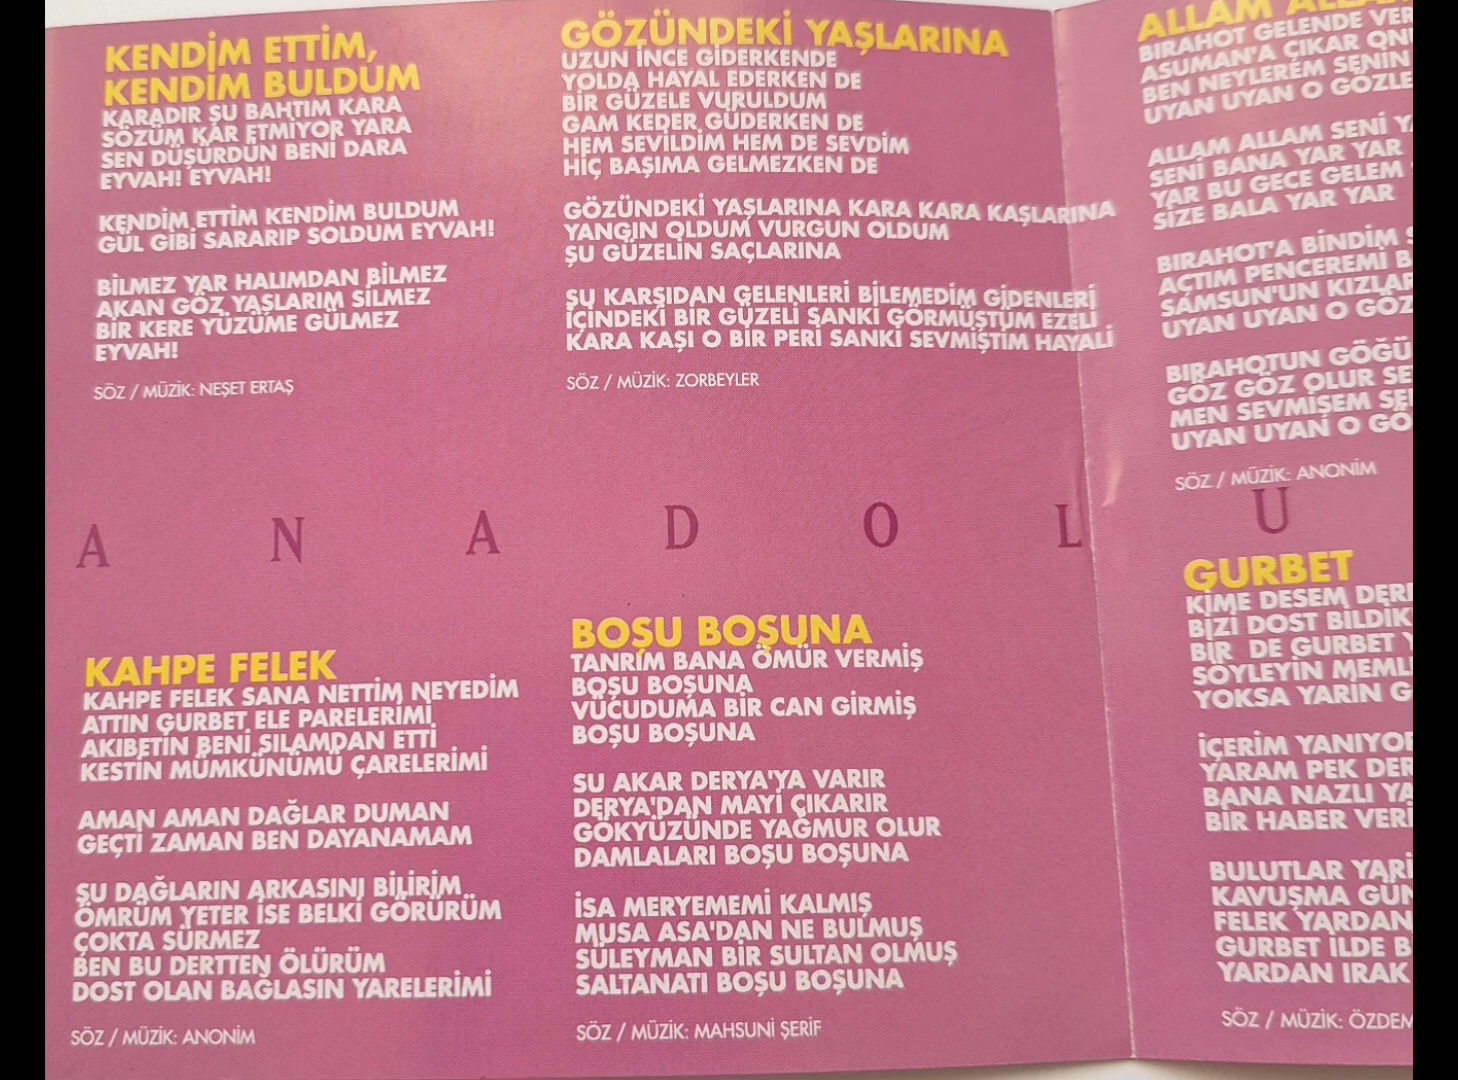 KENDİM ETTİM,
KENDİM BULDUM
KARADIR ŞU BAHTIM KARA
SÖZÜM KAR ETMİYOR YARA
SEN DÜŞÜRDÜN BENİ DARA
EYVAH! EYVAH!
KENDİM ETTİM KENDİM BULDUM
GÜL GİBİ SARARIP SOLDUM EYVAH!
BİLMEZ YAR HALIMDAN BİLMEZ
AKAN GÖZ YAŞLARIM SİLMEZ
BİR KERE YÜZÜME GÜLMEZ
EYVAH!
SÖZ / MÜZİK: NEŞET ERTAŞ
GÖZÜNDEKİ YAŞLARINA
UZUN İNCE GİDERKENDE
YOLDA HAYAL EDERKEN DE
BİR GÜZELE VURULDUM
GAM KEDER GÜDERKEN DE
HEM SEVILDİM HEM DE SEVDİM
HİÇ BAŞIMA GELMEZKEN DE
GÖZÜNDEKİ YAŞLARINA KARA KARA KAŞLARINA
YANGIN OLDUM VURGUN OLDUM
ŞU GÜZELİN SAÇLARINA
ŞU KARŞIDAN GELENLERİ BİLEMEDİM GİDENLERİ
İÇINDEKİ BİR GÜZELİ SANKİ GÖRMÜŞTÜM EZELİ
KARA KAŞI O BİR PERİ SANKİ SEVMİŞTİM HAYALİ
SÖZ / MÜZİK: ZORBEYLER
ALLAM
BIRAHOT GELENDE
ASUMAN'A ÇIKAR
BEN NEYLEREM SENİN
UYAN UYAN O
ALLAM ALLAM SENİ
SENİ BANA YAR YAR
YAR BU GECE GELEM
SİZE BALA YAR YAR
BIRAHOT'A BİNDİM
AÇTIM PENCEREMİ
SAMSUN'UN
UYAN UYAN O
BIRAHOTUN
GÖZ GÖZ OLUR
MEN SEVMİŞEM
UYAN UYAN O
SÖZ / MÜZİK: ANONİM
A N A D O L U
KAHPE FELEK
KAHPE FELEK SANA NETTİM NEYEDİM
ATTIN GURBET ELE PARELERİMİ
AKIBETİN BENİ SILAMDAN ETTİ
KESTİN MÜMKÜNÜMÜ ÇARELERİMİ
AMAN AMAN DAĞLAR DUMAN
GEÇTİ ZAMAN BEN DAYANAMAM
ŞU DAĞLARIN ARKASINI BİLİRİM
ÖMRÜM YETER İSE BELKİ GÖRÜRÜM
ÇOKTA SÜRMEZ
BEN BU DERTTEN ÖLÜRÜM
DOST OLAN BAĞLASIN YARELERİMİ
SÖZ / MÜZİK: ANONİM
BOŞU BOŞUNA
TANRIM BANA ÖMÜR VERMİŞ
BOŞU BOŞUNA
VÜCUDUMA BİR CAN GİRMİŞ
BOŞU BOŞUNA
SU AKAR DERYA'YA VARIR
DERYA'DAN MAYİ ÇIKARIR
GÖKYÜZÜNDE YAĞMUR OLUR
DAMLALARI BOŞU BOŞUNA
İSA MERYEMEMİ KALMIŞ
MUSA ASA'DAN NE BULMUŞ
SÜLEYMAN BİR SULTAN OLMUŞ
SALTANATI BOŞU BOŞUNA
SÖZ / MÜZİK: MAHSUNİ ŞERİF
GURBET
KİME DESEM
BİZİ DOST
BİR DE GURBET
SÖYLEYİN
YOKSA YARİN
İÇERİM
YARAM PEK
BANA NAZLI
BİR HABER
BULUTLAR
KAVUŞMA
FELEK YARDAN
GURBET İLDE
YARDAN IRAK
SÖZ / MÜZİK: